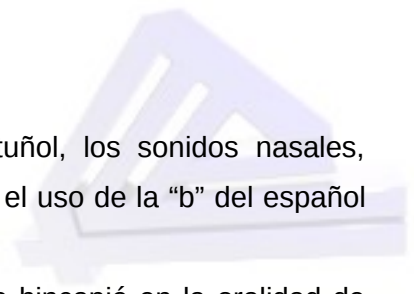 tuñol, los sonidos nasales,
el uso de la “b” del español
hincapié en la oralidad de